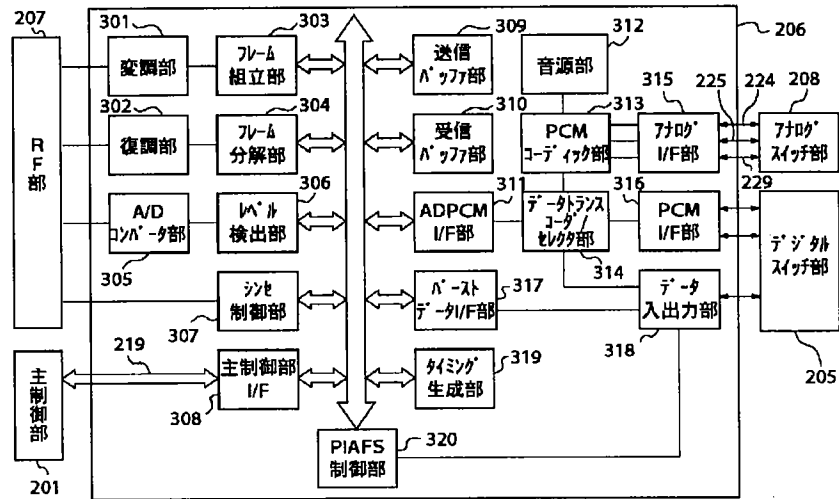 207
301
303
309
312
206
変調部
ﾌﾚｰﾑ
組立部
送信
ﾊﾞｯﾌｧ部
音源部
315
225
224
208
302
304
310
313
RF部
復調部
ﾌﾚｰﾑ
分解部
受信
ﾊﾞｯﾌｧ部
PCM
ｺｰﾃﾞｨｯｸ部
ｱﾅﾛｸﾞ
I/F部
ｱﾅﾛｸﾞ
ｽｲｯﾁ部
229
306
311
316
A/D
ｺﾝﾊﾞｰﾀ部
ﾚﾍﾞﾙ
検出部
ADPCM
I/F部
ﾃﾞｰﾀﾄﾗﾝｽ
ｺｰﾀﾞ/
ｾﾚｸﾀ部
PCM
I/F部
ﾃﾞｼﾞﾀﾙ
ｽｲｯﾁ部
305
314
317
ｼﾝｾ
制御部
ﾊﾞｰｽﾄ
ﾃﾞｰﾀI/F部
ﾃﾞｰﾀ
入出力部
307
318
219
319
205
主制御部
主制御部
I/F
ﾀｲﾐﾝｸﾞ
生成部
308
320
PIAFS
制御部
201